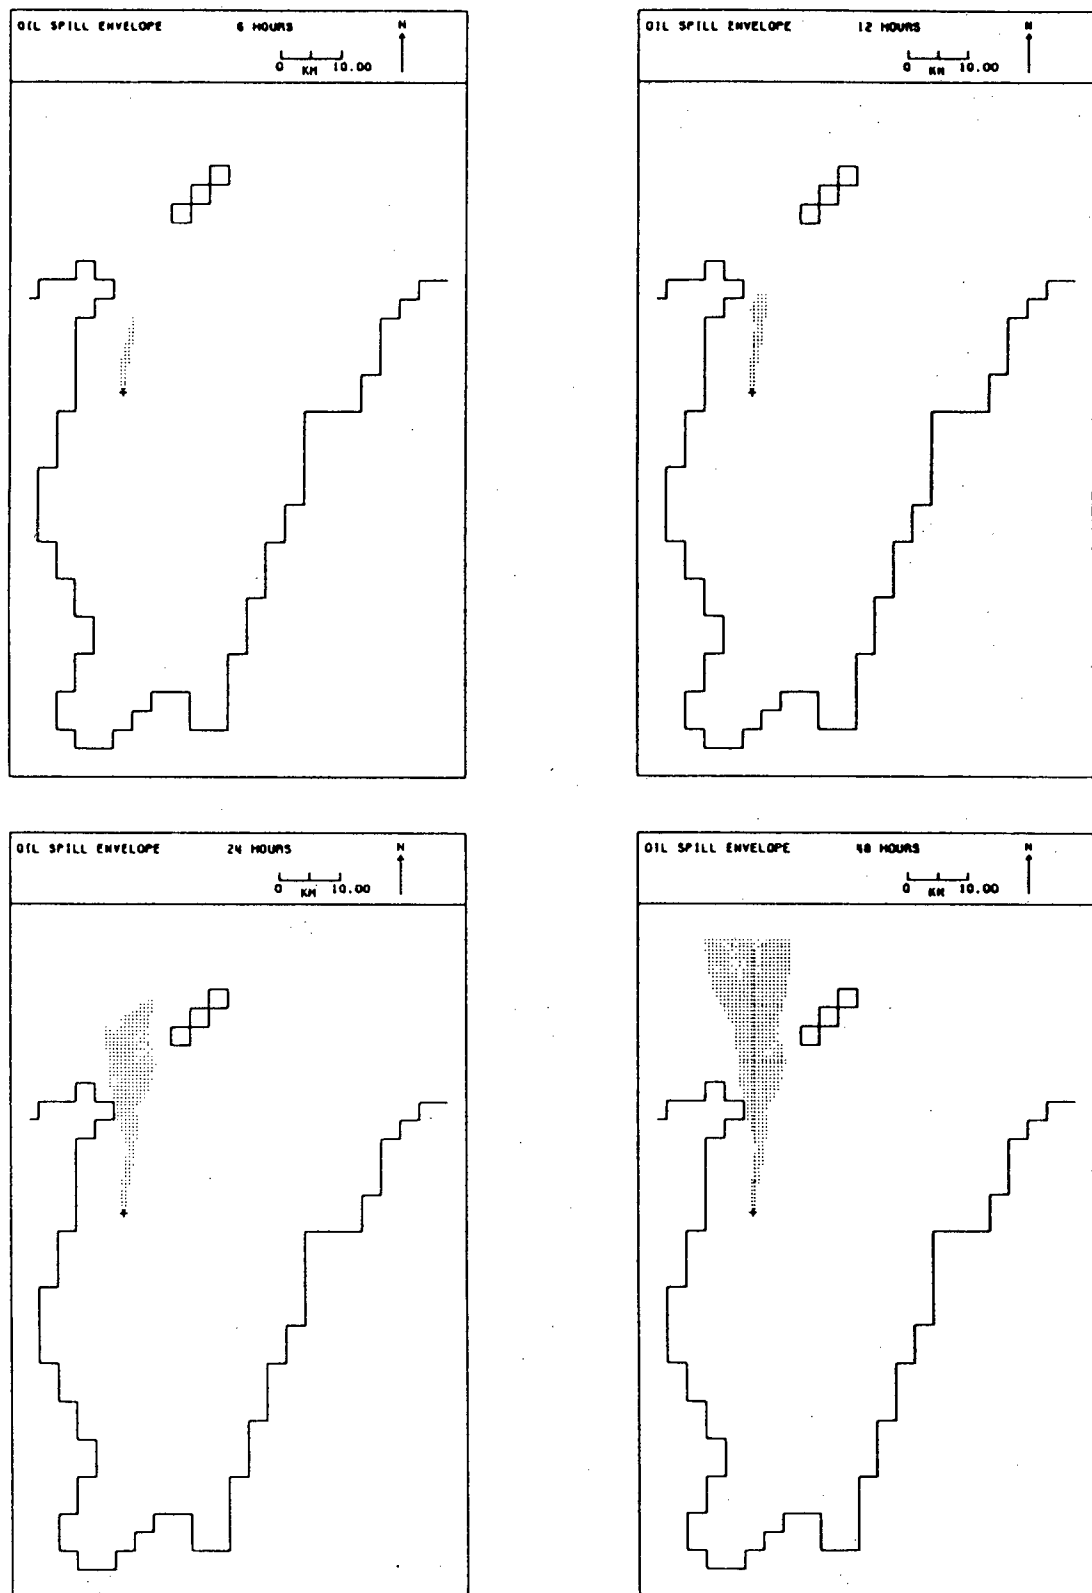 OIL SPILL ENVELOPE 6 HOURS N
0 KM 10.00
OIL SPILL ENVELOPE 12 HOURS N
0 KM 10.00
OIL SPILL ENVELOPE 24 HOURS N
0 KM 10.00
OIL SPILL ENVELOPE 48 HOURS N
0 KM 10.00